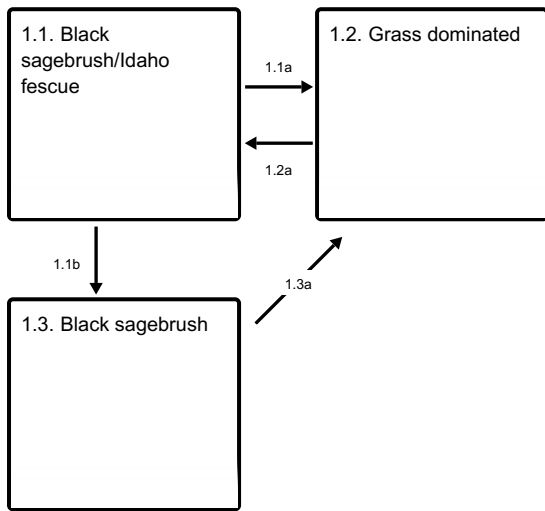 1.1. Black
sagebrush/Idaho
fescue
1.1a
1.2. Grass dominated
1.2a
1.1b
1.3a
1.3. Black sagebrush